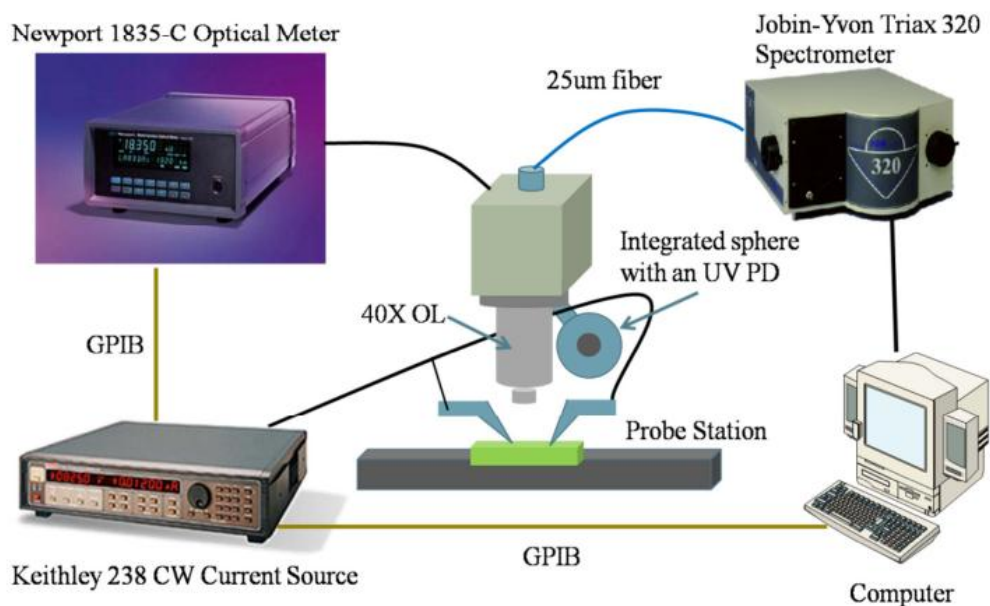 Newport 1835-C Optical Meter
Jobin-Yvon Triax 320
Spectrometer
25um fiber
320
Integrated sphere
with an UV PD
40X OL
GPIB
Probe Station
GPIB
Keithley 238 CW Current Source
Computer